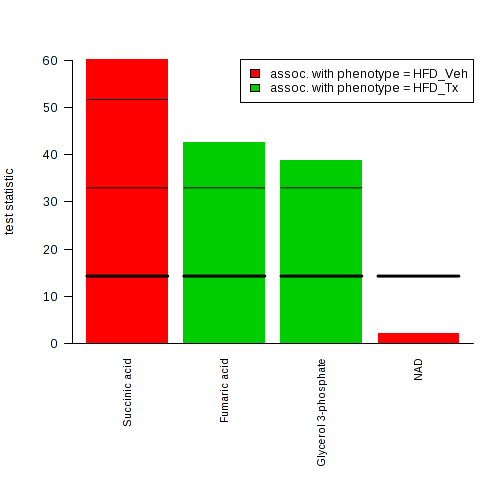 assoc. with phenotype = HFD_Veh
assoc. with phenotype = HFD_Tx
test statistic
60
50
40
30
20
10
0
Succinic acid
Fumaric acid
Glycerol 3-phosphate
NAD